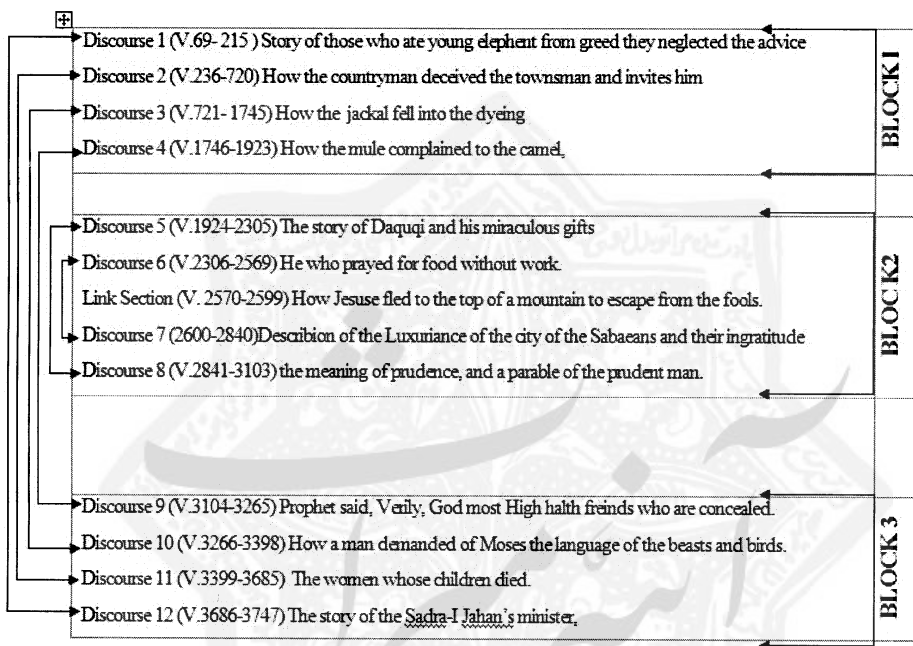 Discourse 1 (V.69- 215 ) Story of those who ate young elephent from greed they neglected the advice
Discourse 2 (V.236-720) How the countryman deceived the townsman and invites him
Discourse 3 (V.721- 1745) How the jackal fell into the dyeing
Discourse 4 (V.1746-1923) How the mule complained to the camel,
BLOCK1
Discourse 5 (V.1924-2305) The story of Daquqi and his miraculous gifts
Discourse 6 (V.2306-2569) He who prayed for food without work.
Link Section (V. 2570-2599) How Jesuse fled to the top of a mountain to escape from the fools.
Discourse 7 (2600-2840)Describion of the Luxuriance of the city of the Sabaeans and their ingratitude
Discourse 8 (V.2841-3103) the meaning of prudence, and a parable of the prudent man.
BLOCK2
Discourse 9 (V.3104-3265) Prophet said, Verily, God most High halth freinds who are concealed.
Discourse 10 (V.3266-3398) How a man demanded of Moses the language of the beasts and birds.
Discourse 11 (V.3399-3685) The women whose children died.
Discourse 12 (V.3686-3747) The story of the Sadra-I Jahan's minister,
BLOCK 3